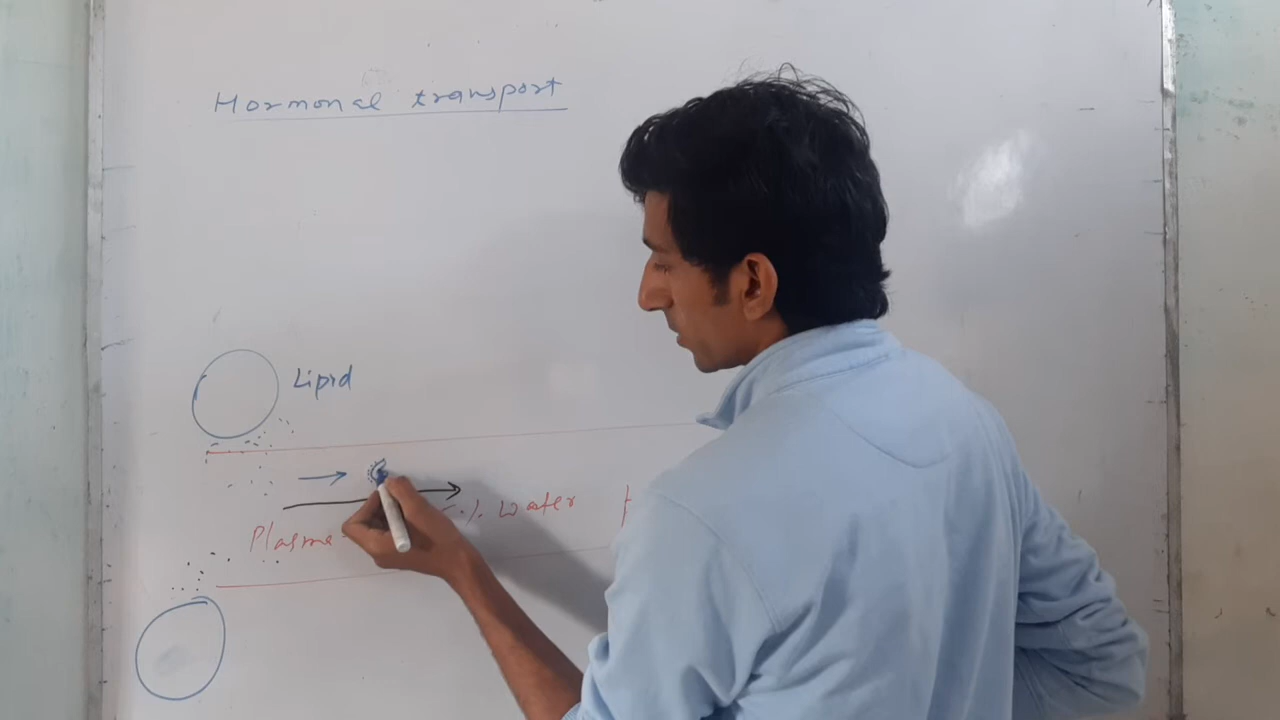 Hormonal transport
Lipid
% Water
Plasma